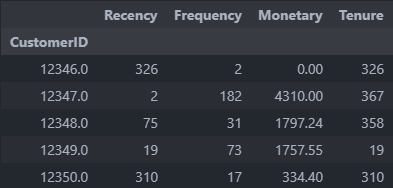 Recency Frequency Monetary Tenure
CustomerID
12346.0 326 2 0.00 326
12347.0 2 182 4310.00 367
12348.0 75 31 1797.24 358
12349.0 19 73 1757.55 19
12350.0 310 17 334.40 310